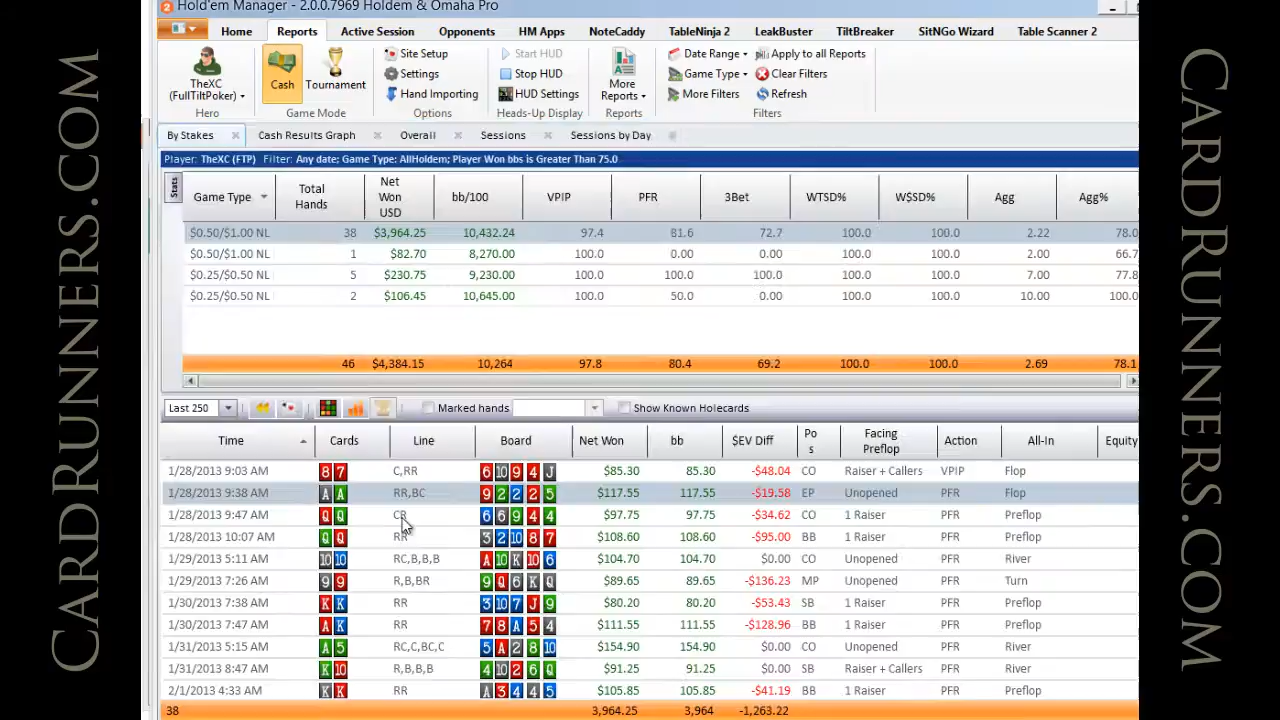 Hold'em Manager - 2.0.0.7969 Holdem & Omaha Pro
Home Reports Active Session Opponents HM Apps NoteCaddy TableNinja 2 LeakBuster TiltBreaker SitNGo Wizard Table Scanner 2
TheXC
(FullTiltPoker)
Hero
Cash Tournament
Game Mode
Site Setup
Settings
Hand Importing
Options
Start HUD
Stop HUD
HUD Settings
Heads-Up Display
More
Reports
Reports
Date Range Apply to all Reports
Game Type Clear Filters
More Filters Refresh
Filters
By Stakes Cash Results Graph Overall Sessions Sessions by Day
Player: TheXC (FTP) Filter: Any date; Game Type: AllHoldem; Player Won bbs is Greater Than 75.0
Stats
Game Type Total Hands Net Won USD bb/100 VPIP PFR 3Bet WTSD% W$SD% Agg Agg%
$0.50/$1.00 NL 38 $3,964.25 10,432.24 97.4 81.6 72.7 100.0 100.0 2.22 78.0
$0.50/$1.00 NL 1 $82.70 8,270.00 100.0 0.00 0.00 100.0 100.0 2.00 66.7
$0.25/$0.50 NL 5 $230.75 9,230.00 100.0 100.0 100.0 100.0 100.0 7.00 77.8
$0.25/$0.50 NL 2 $106.45 10,645.00 100.0 50.0 0.00 100.0 100.0 10.00 100.0
46 $4,384.15 10,264 97.8 80.4 69.2 100.0 100.0 2.69 78.1
Last 250 Marked hands Show Known Holecards
Time Cards Line Board Net Won bb $EV Diff Pos Facing Preflop Action All-In Equity
1/28/2013 9:03 AM 8 7 C,RR 6 10 9 4 J $85.30 85.30 -$48.04 CO Raiser + Callers VPIP Flop
1/28/2013 9:38 AM A A RR,BC 9 2 2 2 5 $117.55 117.55 -$19.58 EP Unopened PFR Flop
1/28/2013 9:47 AM Q Q CR 6 6 9 4 4 $97.75 97.75 -$34.62 CO 1 Raiser PFR Preflop
1/28/2013 10:07 AM Q Q RR 3 2 10 8 7 $108.60 108.60 -$95.00 BB 1 Raiser PFR Preflop
1/29/2013 5:11 AM 10 10 RC,B,B,B A 10 K 10 6 $104.70 104.70 $0.00 CO Unopened PFR River
1/29/2013 7:26 AM 9 9 R,B,BR 9 Q 6 K Q $89.65 89.65 -$136.23 MP Unopened PFR Turn
1/30/2013 7:38 AM K K RR 3 10 7 J 9 $80.20 80.20 -$53.43 SB 1 Raiser PFR Preflop
1/30/2013 7:47 AM A K RR 7 8 A 5 4 $111.55 111.55 -$128.96 BB 1 Raiser PFR Preflop
1/31/2013 5:15 AM A 5 RC,C,BC,C 5 A 2 8 10 $154.90 154.90 $0.00 CO Unopened PFR River
1/31/2013 8:47 AM K 10 R,B,B,B 4 10 2 6 Q $91.25 91.25 $0.00 SB Raiser + Callers PFR River
2/1/2013 4:33 AM K K RR A 3 4 4 5 $105.85 105.85 -$41.19 BB 1 Raiser PFR Preflop
38 3,964.25 3,964 -1,263.22
CARDRUNNERS.COM
CARDRUNNERS.COM